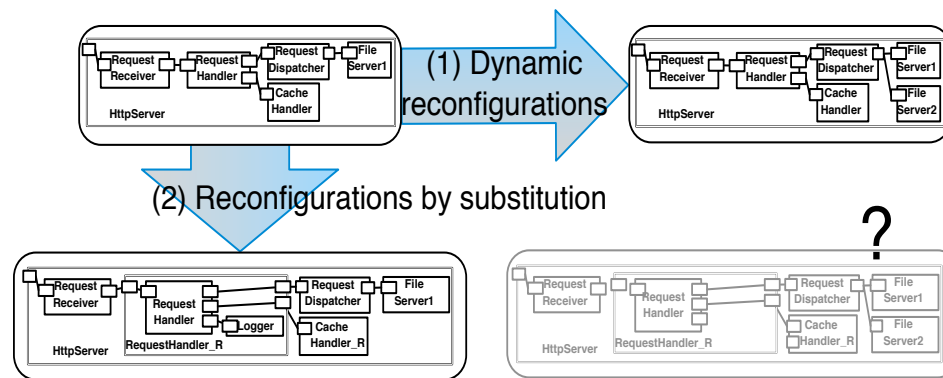 Request
Receiver
Request
Handler
Request
Dispatcher
File
Server1
Cache
Handler
HttpServer
(1) Dynamic
reconfigurations
Request
Receiver
Request
Handler
Request
Dispatcher
File
Server1
Cache
Handler
File
Server2
HttpServer
(2) Reconfigurations by substitution
Request
Receiver
Request
Handler
Logger
Request
Dispatcher
File
Server1
Cache
Handler_R
RequestHandler_R
HttpServer
?
Request
Receiver
Request
Handler
Request
Dispatcher
File
Server1
Cache
Handler_R
File
Server2
RequestHandler_R
HttpServer